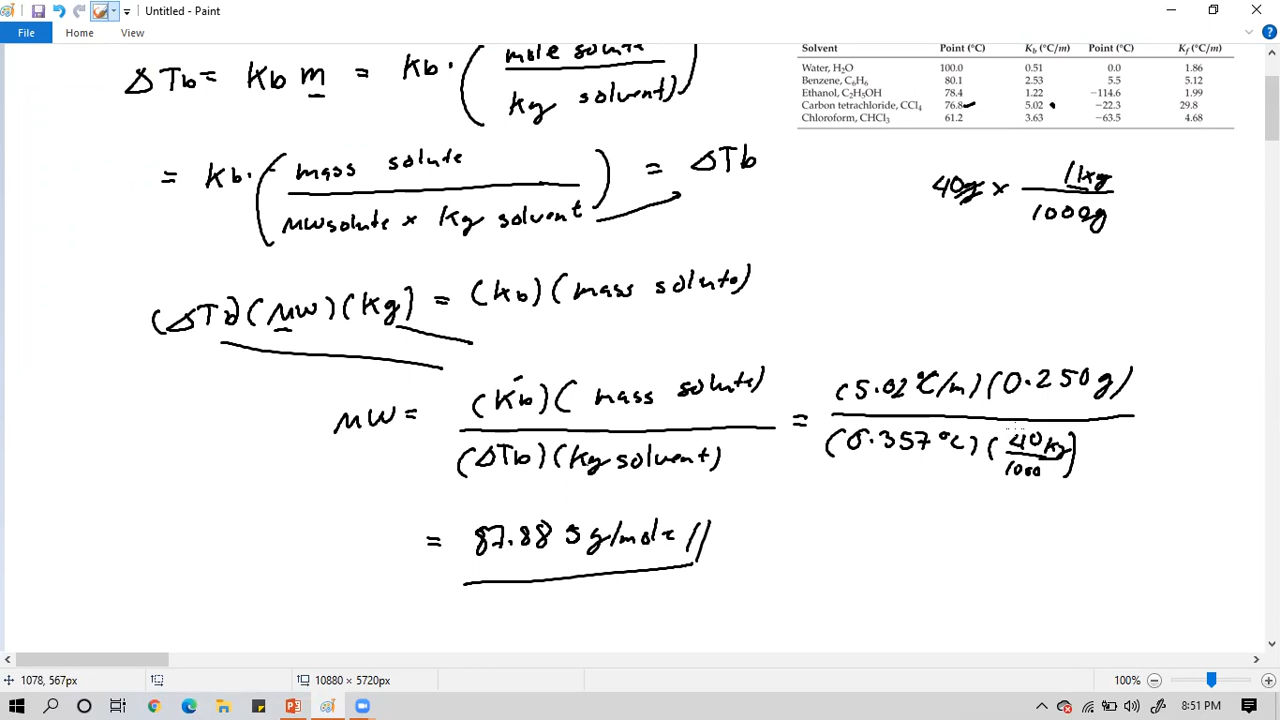 Untitled - Paint
File Home View
Solvent Point (°C) Kb (°C/m) Point (°C) Kf (°C/m)
Water, H₂O 100.0 0.51 0.0 1.86
Benzene, C₆H₆ 80.1 2.53 5.5 5.12
Ethanol, C₂H₅OH 78.4 1.22 −114.6 1.99
Carbon tetrachloride, CCl₄ 76.8 5.02 −22.3 29.8
Chloroform, CHCl₃ 61.2 3.63 −63.5 4.68
ΔTb = Kb m = Kb · (mole solute / kg solvent)
= Kb · (mass solute / MW solute × kg solvent) = ΔTb
40g × 1kg / 1000g
(ΔTb)(MW)(kg) = (Kb)(mass solute)
MW = (Kb)(mass solute) / (ΔTb)(kg solvent) = (5.02 °C/m)(0.250g) / (0.357 °C)(40/1000 kg)
= 87.885 g/mole //
1078, 567px 10880 × 5720px 100%
8:51 PM